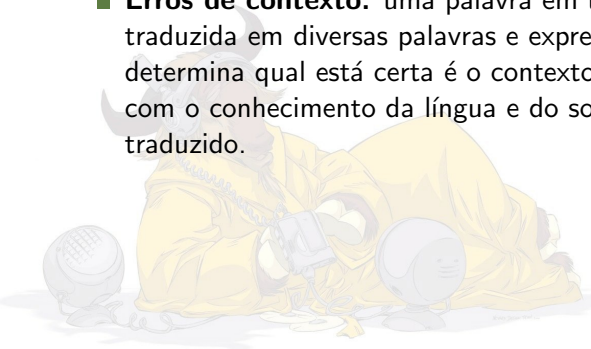 Erros de contexto: uma palavra em
traduzida em diversas palavras e
determina qual está certa é o contexto
com o conhecimento da língua e do
traduzido.